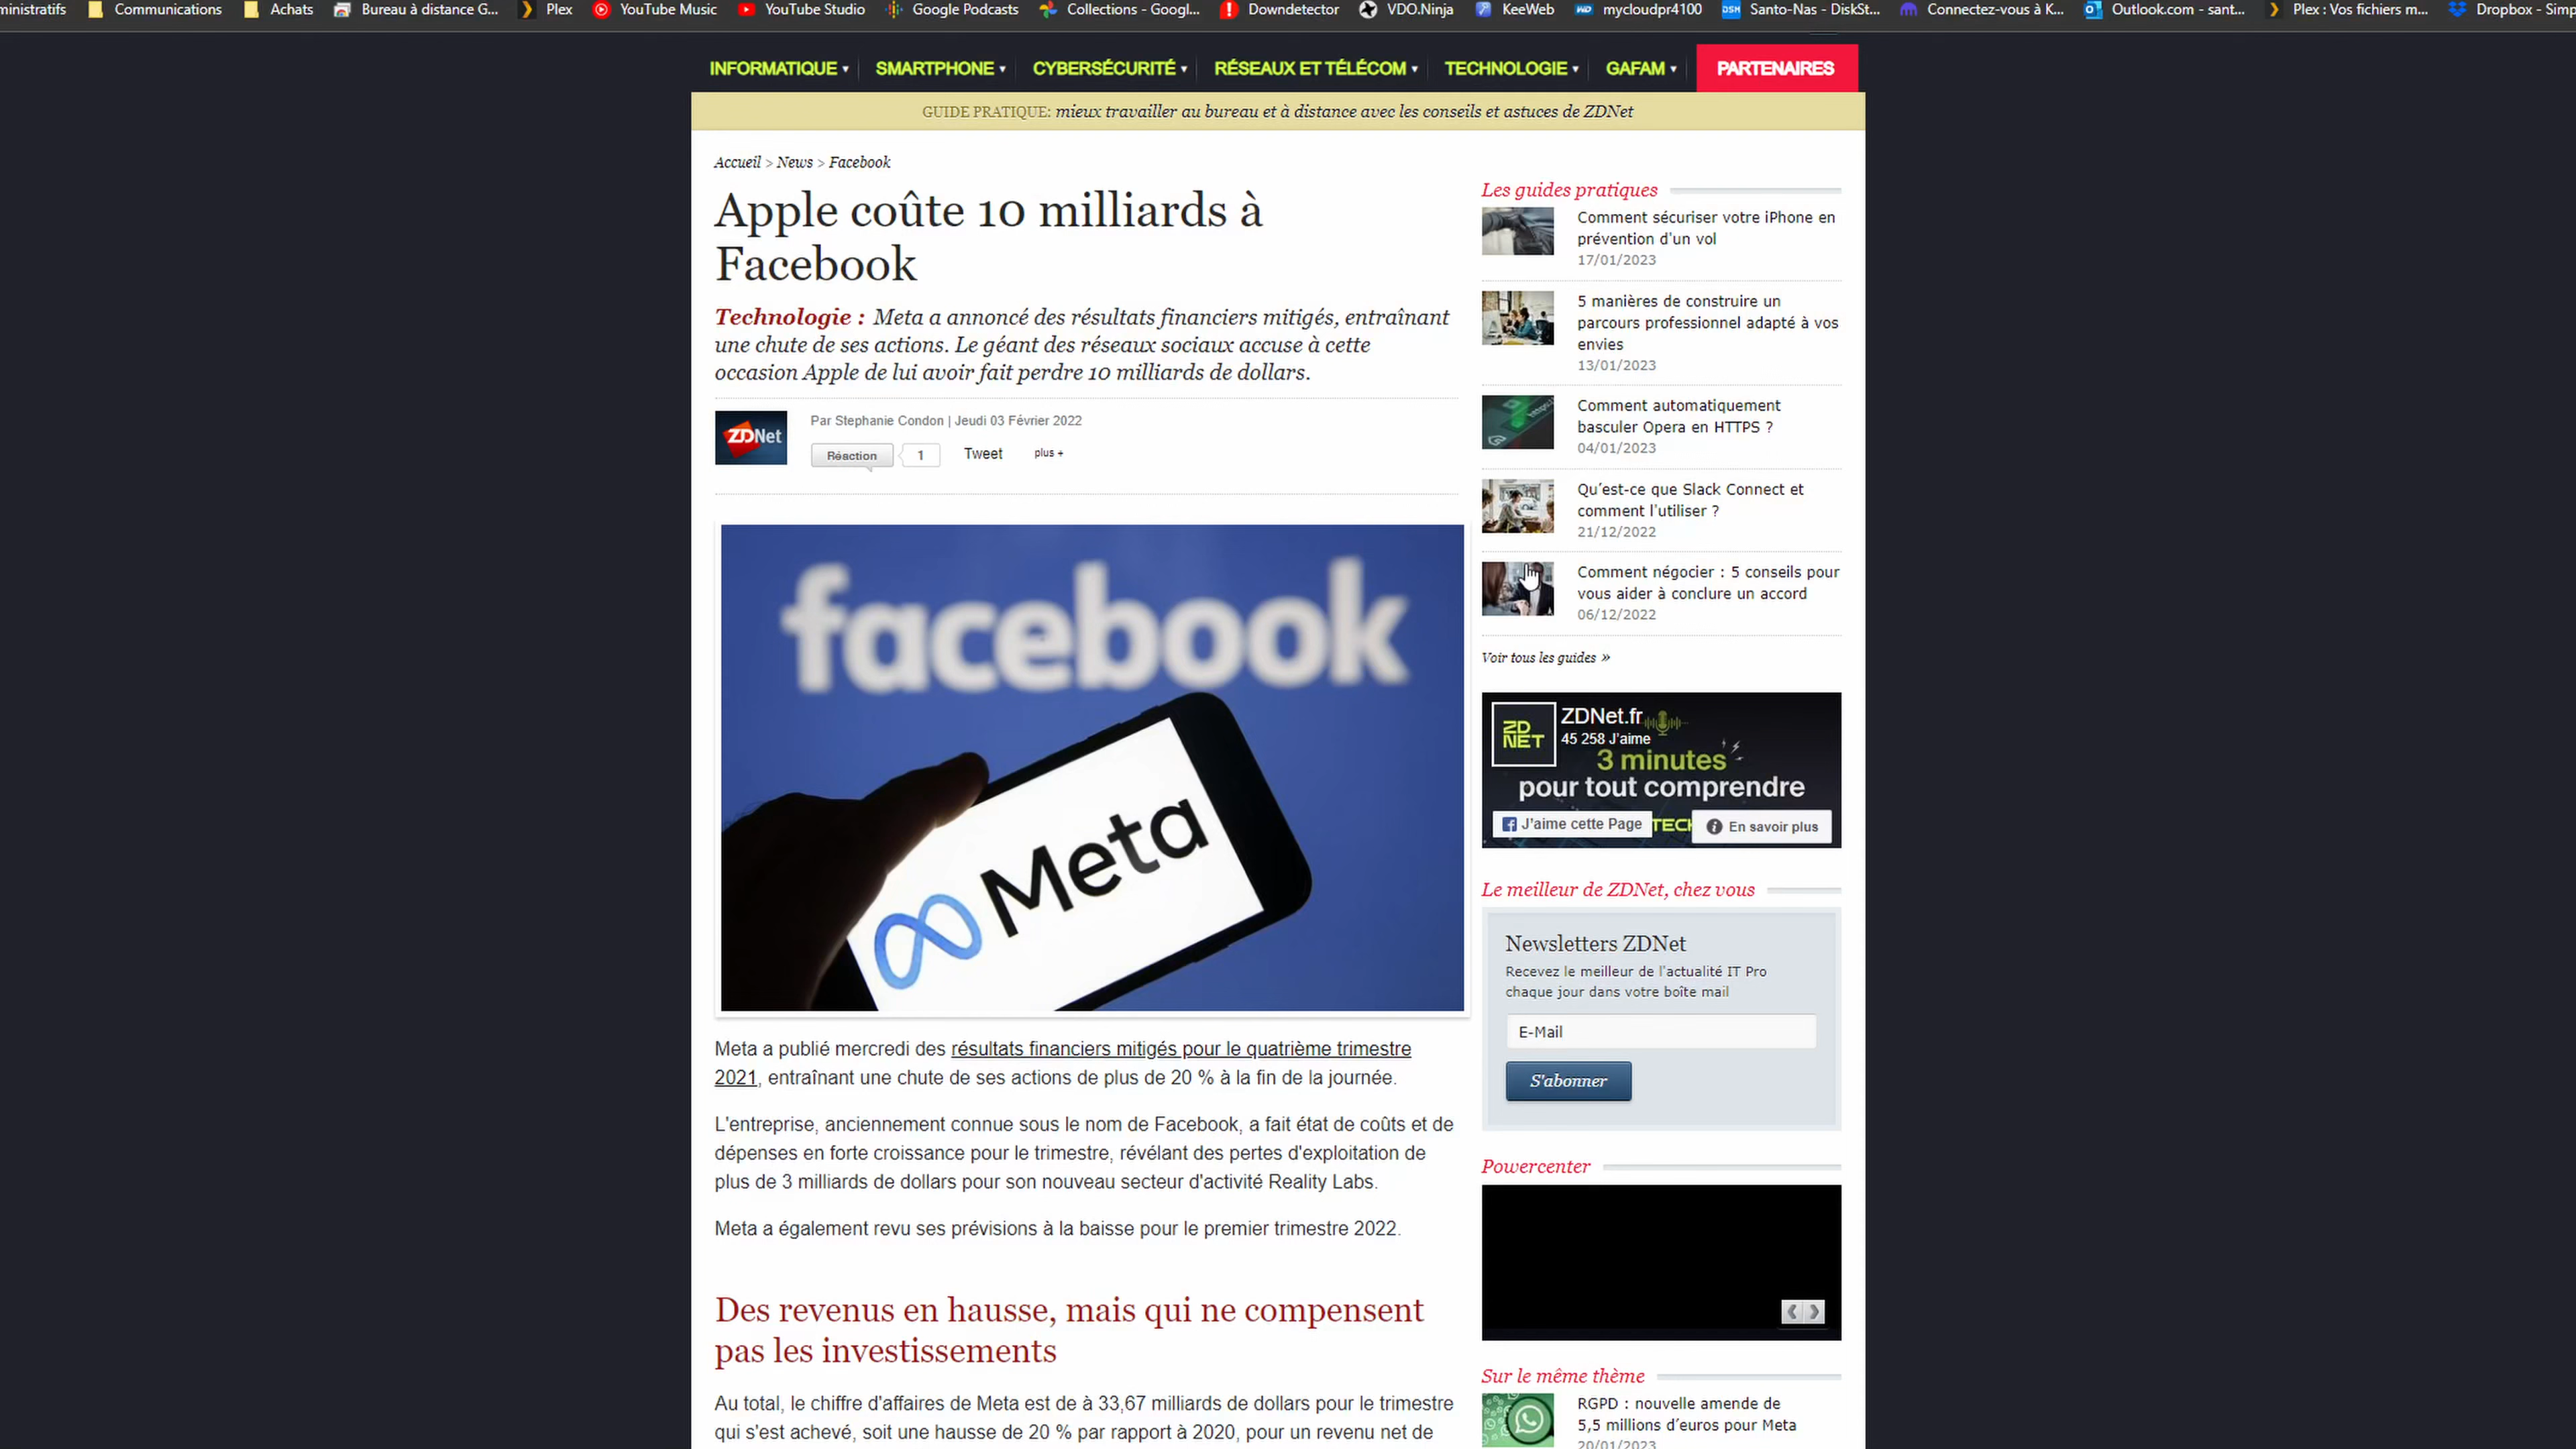 ministratifs
Communications
Achats
Bureau à distance G...
Plex
YouTube Music
YouTube Studio
Google Podcasts
Collections - Googl...
Downdetector
VDO.Ninja
KeeWeb
mycloudpr4100
Santo-Nas - DiskSt...
Connectez-vous à K...
Outlook.com - sant...
Plex : Vos fichiers m...
Dropbox - Simp
INFORMATIQUE
SMARTPHONE
CYBERSÉCURITÉ
RÉSEAUX ET TÉLÉCOM
TECHNOLOGIE
GAFAM
PARTENAIRES
GUIDE PRATIQUE: mieux travailler au bureau et à distance avec les conseils et astuces de ZDNet
Accueil > News > Facebook
Apple coûte 10 milliards à
Facebook
Technologie : Meta a annoncé des résultats financiers mitigés, entraînant
une chute de ses actions. Le géant des réseaux sociaux accuse à cette
occasion Apple de lui avoir fait perdre 10 milliards de dollars.
ZDNet
Par Stephanie Condon | Jeudi 03 Février 2022
Réaction 1 Tweet plus +
facebook
Meta
Meta a publié mercredi des résultats financiers mitigés pour le quatrième trimestre
2021, entraînant une chute de ses actions de plus de 20 % à la fin de la journée.
L'entreprise, anciennement connue sous le nom de Facebook, a fait état de coûts et de
dépenses en forte croissance pour le trimestre, révélant des pertes d'exploitation de
plus de 3 milliards de dollars pour son nouveau secteur d'activité Reality Labs.
Meta a également revu ses prévisions à la baisse pour le premier trimestre 2022.
Des revenus en hausse, mais qui ne compensent
pas les investissements
Au total, le chiffre d'affaires de Meta est de à 33,67 milliards de dollars pour le trimestre
qui s'est achevé, soit une hausse de 20 % par rapport à 2020, pour un revenu net de
Les guides pratiques
Comment sécuriser votre iPhone en
prévention d'un vol
17/01/2023
5 manières de construire un
parcours professionnel adapté à vos
envies
13/01/2023
Comment automatiquement
basculer Opera en HTTPS ?
04/01/2023
Qu'est-ce que Slack Connect et
comment l'utiliser ?
21/12/2022
Comment négocier : 5 conseils pour
vous aider à conclure un accord
06/12/2022
Voir tous les guides »
ZD
NET
ZDNet.fr
45 258 J'aime
3 minutes
pour tout comprendre
J'aime cette Page
TECH
En savoir plus
Le meilleur de ZDNet, chez vous
Newsletters ZDNet
Recevez le meilleur de l'actualité IT Pro
chaque jour dans votre boîte mail
E-Mail
S'abonner
Powercenter
Sur le même thème
RGPD : nouvelle amende de
5,5 millions d'euros pour Meta
20/01/2023